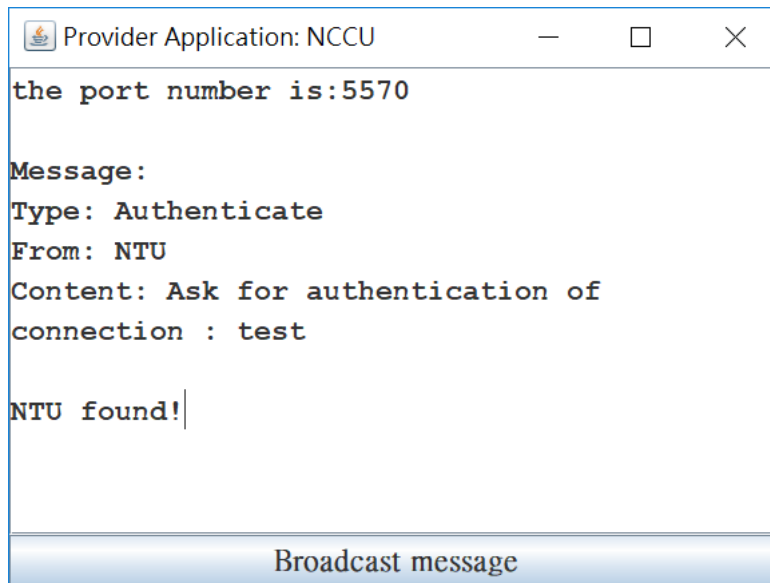 Provider Application: NCCU
the port number is:5570
Message:
Type: Authenticate
From: NTU
Content: Ask for authentication of
connection : test
NTU found!
Broadcast message